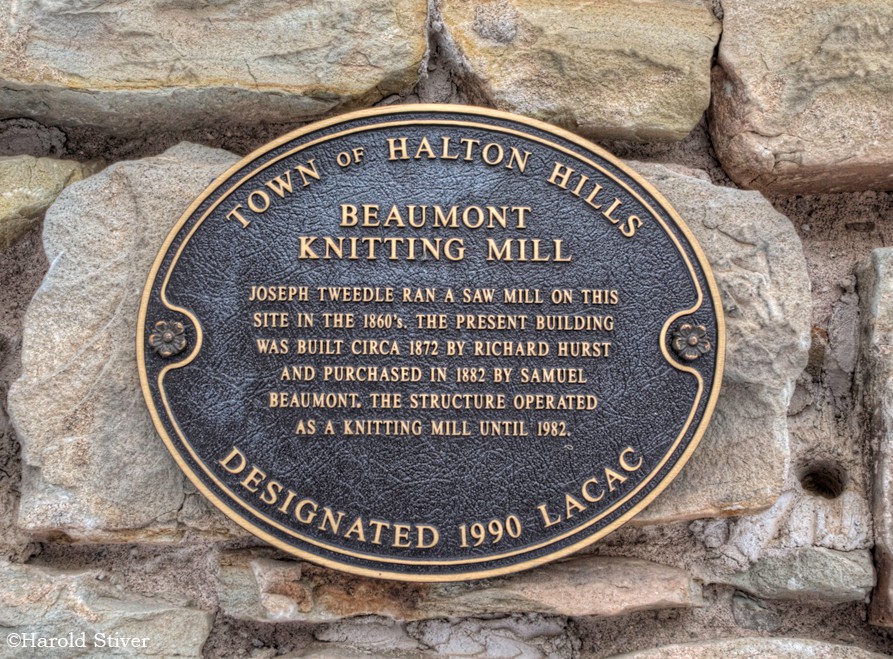 TOWN OF HALTON HILLS
BEAUMONT
KNITTING MILL
JOSEPH TWEEDLE RAN A SAW MILL ON THIS
SITE IN THE 1860's. THE PRESENT BUILDING
WAS BUILT CIRCA 1872 BY RICHARD HURST
AND PURCHASED IN 1882 BY SAMUEL
BEAUMONT. THE STRUCTURE OPERATED
AS A KNITTING MILL UNTIL 1982.
DESIGNATED 1990 LACAC
©Harold Stiver